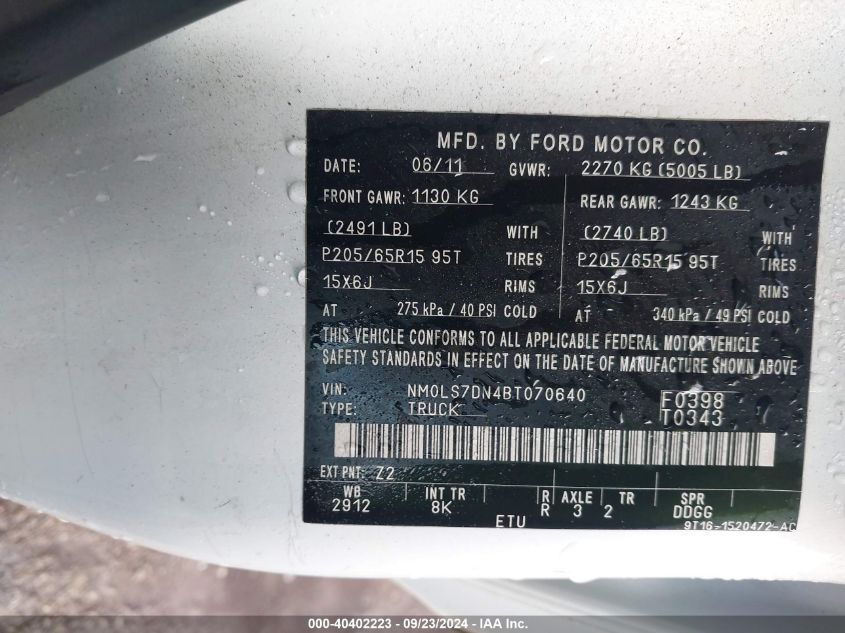 MFD. BY FORD MOTOR CO.
DATE: 06/11 GVWR: 2270 KG (5005 LB)
FRONT GAWR: 1130 KG REAR GAWR: 1243 KG
(2491 LB) WITH (2740 LB) WITH
P205/65R15 95T TIRES P205/65R15 95T TIRES
15X6J RIMS 15X6J RIMS
AT 275 kPa / 40 PSI COLD AT 340 kPa / 49 PSI COLD
THIS VEHICLE CONFORMS TO ALL APPLICABLE FEDERAL MOTOR VEHICLE
SAFETY STANDARDS IN EFFECT ON THE DATE OF MANUFACTURE SHOWN ABOVE
VIN: NM0LS7DN4BT070640 F0398
TYPE: TRUCK T0343
EXT PNT: Z2
WB INT TR R AXLE TR SPR
2912 8K R 3 2 DDGG
ETU 9T16-1520472-AC
000-40402223 - 09/23/2024 - IAA Inc.